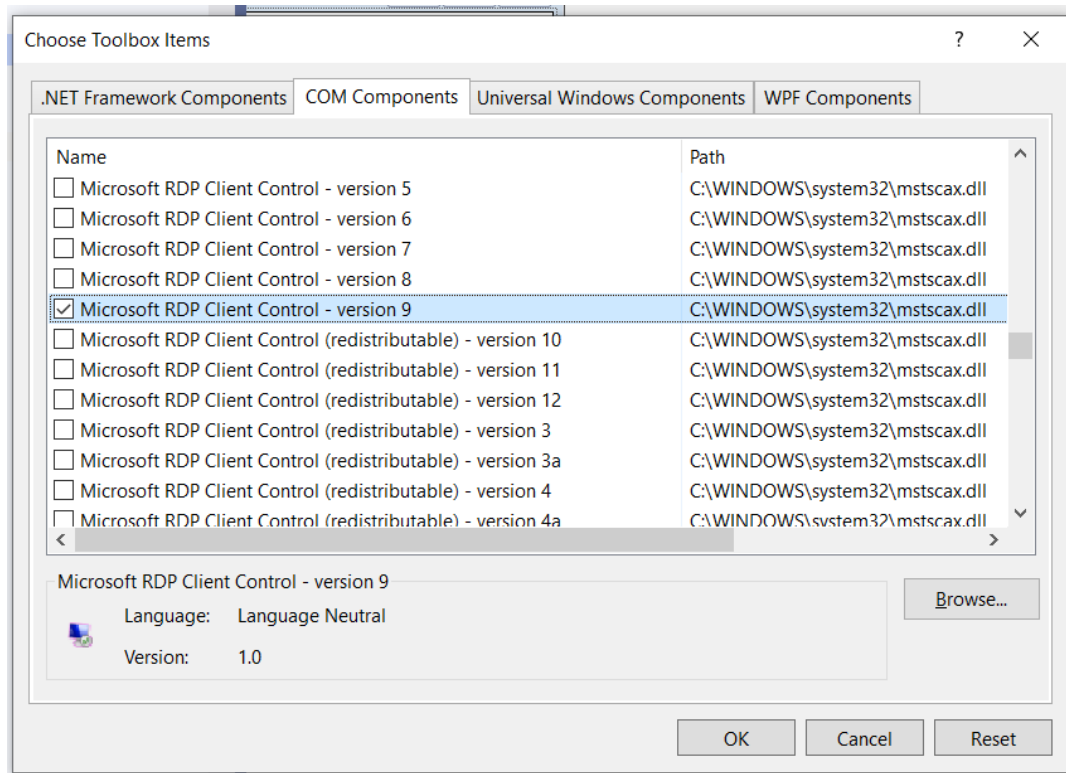 Choose Toolbox Items ?
.NET Framework Components COM Components Universal Windows Components WPF Components
Name Path
Microsoft RDP Client Control - version 5 C:\WINDOWS\system32\mstscax.dll
Microsoft RDP Client Control - version 6 C:\WINDOWS\system32\mstscax.dll
Microsoft RDP Client Control - version 7 C:\WINDOWS\system32\mstscax.dll
Microsoft RDP Client Control - version 8 C:\WINDOWS\system32\mstscax.dll
Microsoft RDP Client Control - version 9 C:\WINDOWS\system32\mstscax.dll
Microsoft RDP Client Control (redistributable) - version 10 C:\WINDOWS\system32\mstscax.dll
Microsoft RDP Client Control (redistributable) - version 11 C:\WINDOWS\system32\mstscax.dll
Microsoft RDP Client Control (redistributable) - version 12 C:\WINDOWS\system32\mstscax.dll
Microsoft RDP Client Control (redistributable) - version 3 C:\WINDOWS\system32\mstscax.dll
Microsoft RDP Client Control (redistributable) - version 3a C:\WINDOWS\system32\mstscax.dll
Microsoft RDP Client Control (redistributable) - version 4 C:\WINDOWS\system32\mstscax.dll
Microsoft RDP Client Control (redistributable) - version 4a C:\WINDOWS\system32\mstscax.dll
Microsoft RDP Client Control - version 9
Browse...
Language: Language Neutral
Version: 1.0
OK Cancel Reset